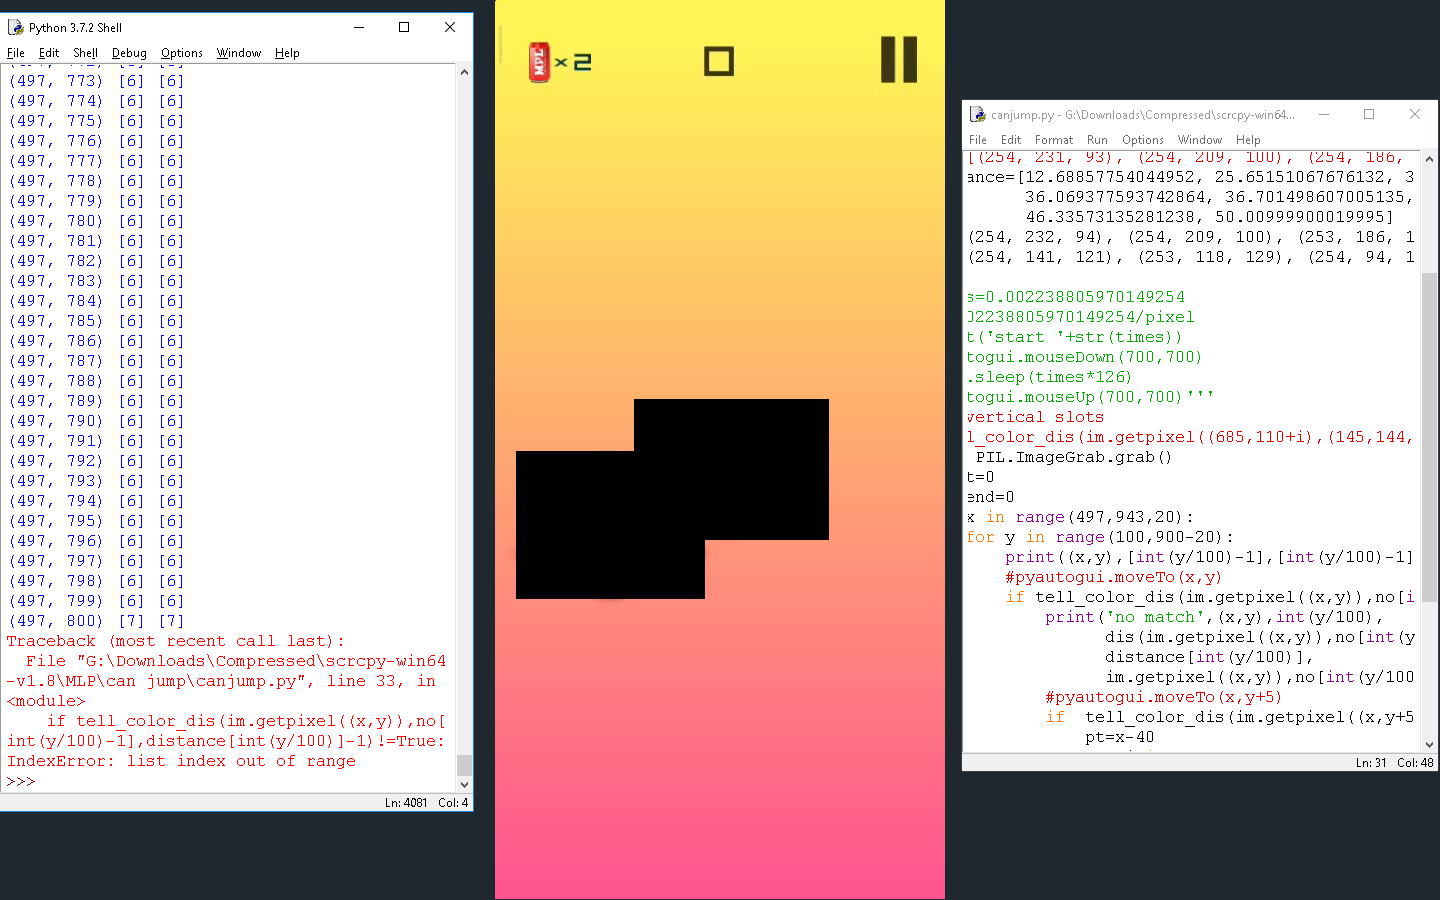 Python 3.7.2 Shell
File Edit Shell Debug Options Window Help
(497, 773) [6] [6]
(497, 774) [6] [6]
(497, 775) [6] [6]
(497, 776) [6] [6]
(497, 777) [6] [6]
(497, 778) [6] [6]
(497, 779) [6] [6]
(497, 780) [6] [6]
(497, 781) [6] [6]
(497, 782) [6] [6]
(497, 783) [6] [6]
(497, 784) [6] [6]
(497, 785) [6] [6]
(497, 786) [6] [6]
(497, 787) [6] [6]
(497, 788) [6] [6]
(497, 789) [6] [6]
(497, 790) [6] [6]
(497, 791) [6] [6]
(497, 792) [6] [6]
(497, 793) [6] [6]
(497, 794) [6] [6]
(497, 795) [6] [6]
(497, 796) [6] [6]
(497, 797) [6] [6]
(497, 798) [6] [6]
(497, 799) [6] [6]
(497, 800) [7] [7]
Traceback (most recent call last):
File "G:\Downloads\Compressed\scrcpy-win64
-v1.8\MLP\can jump\canjump.py", line 33, in
<module>
if tell_color_dis(im.getpixel((x,y)),no[
int(y/100)-1],distance[int(y/100)]-1)!=True:
IndexError: list index out of range
>>>
Ln: 4081 Col: 4
MPL × 2
canjump.py - G:\Downloads\Compressed\scrcpy-win64...
File Edit Format Run Options Window Help
[(254, 231, 93), (254, 209, 100), (254, 186,
ance=[12.68857754044952, 25.65151067676132, 3
36.069377593742864, 36.701498607005135,
46.33573135281238, 50.00999900019995]
(254, 232, 94), (254, 209, 100), (253, 186, 1
(254, 141, 121), (253, 118, 129), (254, 94, 1
s=0.002238805970149254
02238805970149254/pixel
t('start '+str(times))
togui.mouseDown(700,700)
.sleep(times*126)
togui.mouseUp(700,700)'''
vertical slots
l_color_dis(im.getpixel((685,110+i),(145,144,
PIL.ImageGrab.grab()
t=0
end=0
x in range(497,943,20):
for y in range(100,900-20):
print((x,y),[int(y/100)-1],[int(y/100)-1]
#pyautogui.moveTo(x,y)
if tell_color_dis(im.getpixel((x,y)),no[i
print('no match',(x,y),int(y/100),
dis(im.getpixel((x,y)),no[int(y
distance[int(y/100)],
im.getpixel((x,y)),no[int(y/100
#pyautogui.moveTo(x,y+5)
if tell_color_dis(im.getpixel((x,y+5
pt=x-40
Ln: 31 Col: 48